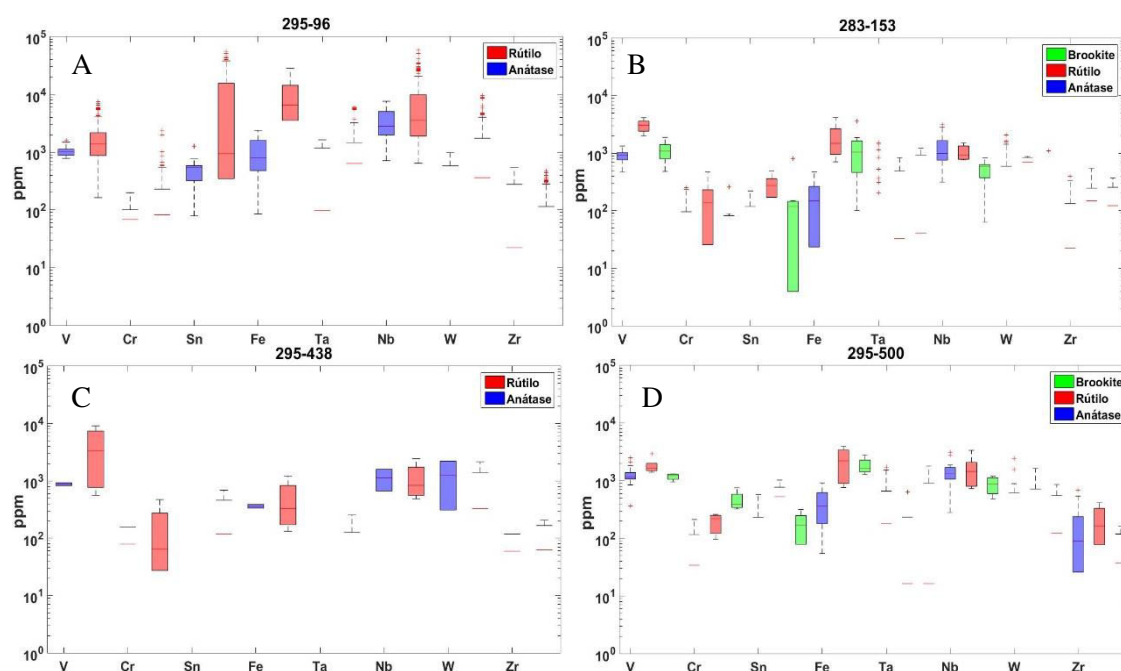 295-96
10^5
10^4
10^3
10^2
10^1
10^0
ppm
A
Rútilo
Anátase
V Cr Sn Fe Ta Nb W Zr
283-153
10^5
10^4
10^3
10^2
10^1
10^0
ppm
B
Brookite
Rútilo
Anátase
V Cr Sn Fe Ta Nb W Zr
295-438
10^5
10^4
10^3
10^2
10^1
10^0
ppm
C
Rútilo
Anátase
V Cr Sn Fe Ta Nb W Zr
295-500
10^5
10^4
10^3
10^2
10^1
10^0
ppm
D
Brookite
Rútilo
Anátase
V Cr Sn Fe Ta Nb W Zr